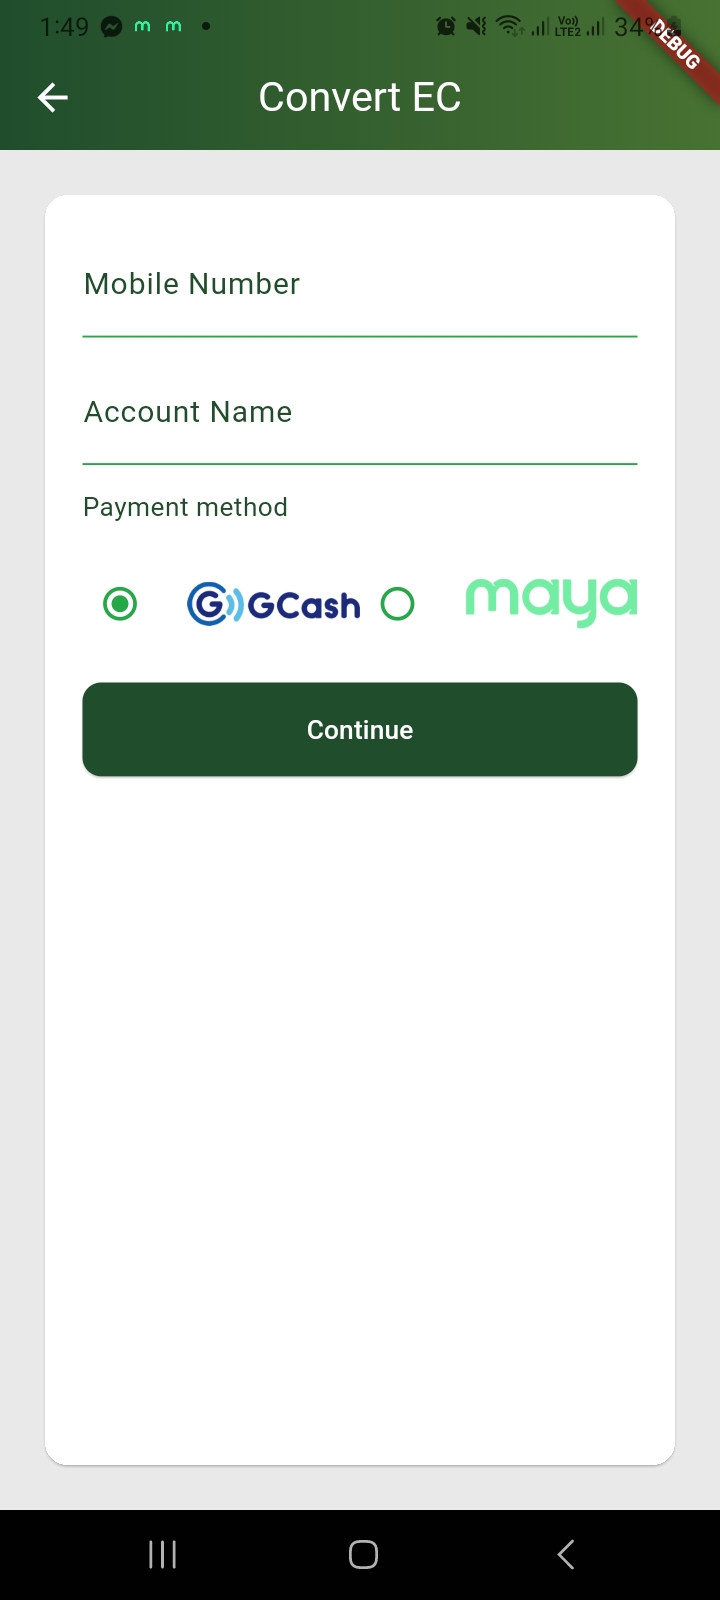 1:49
Vo))
LTE2
34%
DEBUG
Convert EC
Mobile Number
Account Name
Payment method
GCash
maya
Continue